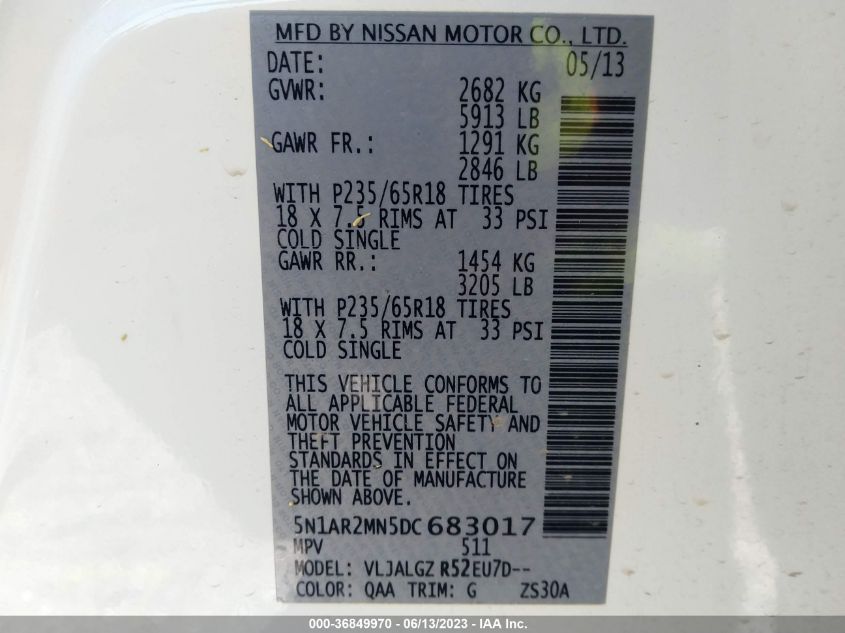 MFD BY NISSAN MOTOR CO., LTD.
DATE: 05/13
GVWR: 2682 KG
5913 LB
GAWR FR.: 1291 KG
2846 LB
WITH P235/65R18 TIRES
18 X 7.5 RIMS AT 33 PSI
COLD SINGLE
GAWR RR.: 1454 KG
3205 LB
WITH P235/65R18 TIRES
18 X 7.5 RIMS AT 33 PSI
COLD SINGLE
THIS VEHICLE CONFORMS TO
ALL APPLICABLE FEDERAL
MOTOR VEHICLE SAFETY AND
THEFT PREVENTION
STANDARDS IN EFFECT ON
THE DATE OF MANUFACTURE
SHOWN ABOVE.
5N1AR2MN5DC683017
MPV 511
MODEL: VLJALGZ R52EU7D--
COLOR: QAA TRIM: G ZS30A
000-36849970 - 06/13/2023 - IAA Inc.